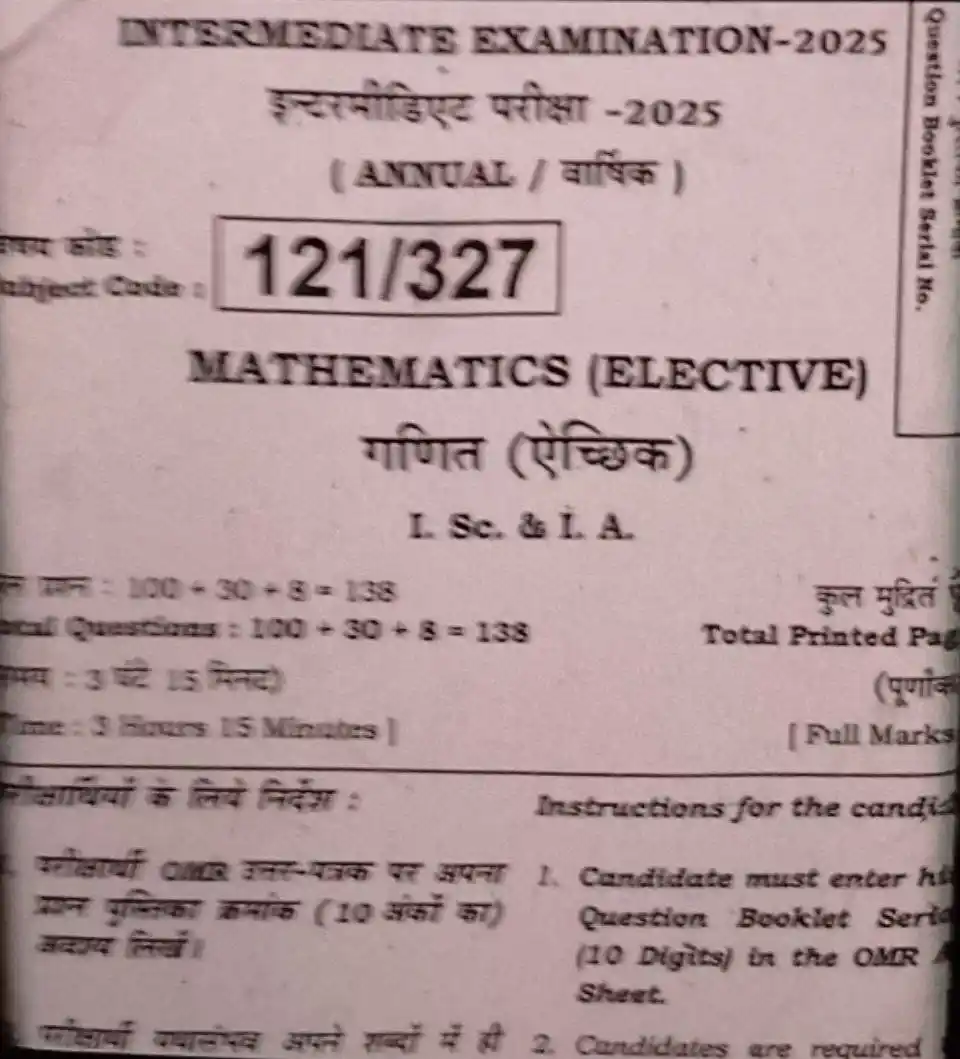 INTERMEDIATE EXAMINATION-2025
इन्टरमीडिएट परीक्षा -2025
( ANNUAL / वार्षिक )
कोड :
Code :
121/327
MATHEMATICS (ELECTIVE)
गणित (ऐच्छिक)
I. Sc. & I. A.
प्रश्न : 100 + 30 + 8 = 138
कुल मुद्रित
Questions : 100 + 30 + 8 = 138
Total Printed
: 3 घंटे 15 मिनट)
: 3 Hours 15 Minutes ]
[ Full Marks
Question Booklet Serial No.
के लिये निर्देश :
परीक्षार्थी OMR उत्तर-पत्रक पर अपना
प्रश्न पुस्तिका क्रमांक (10 अंकों का)
अवश्य लिखें।
परीक्षार्थी यथासंभव अपने शब्दों में ही
Instructions for the
1. Candidate must enter
Question Booklet
(10 Digits) in the OMR
Sheet.
2. Candidates are required